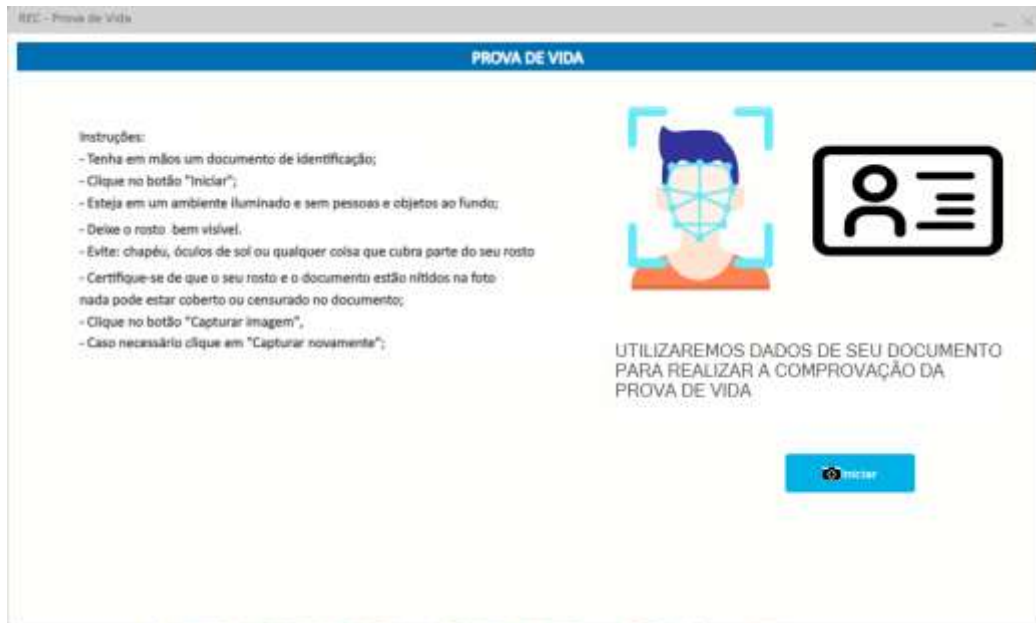 REC - Prova de Vida
PROVA DE VIDA
Instruções:
- Tenha em mãos um documento de identificação;
- Clique no botão "Iniciar";
- Esteja em um ambiente iluminado e sem pessoas e objetos ao fundo;
- Deixe o rosto bem visível.
- Evite: chapéu, óculos de sol ou qualquer coisa que cubra parte do seu rosto
- Certifique-se de que o seu rosto e o documento estão nítidos na foto
nada pode estar coberto ou censurado no documento;
- Clique no botão "Capturar imagem",
- Caso necessário clique em "Capturar novamente";
UTILIZAREMOS DADOS DE SEU DOCUMENTO
PARA REALIZAR A COMPROVAÇÃO DA
PROVA DE VIDA
Iniciar